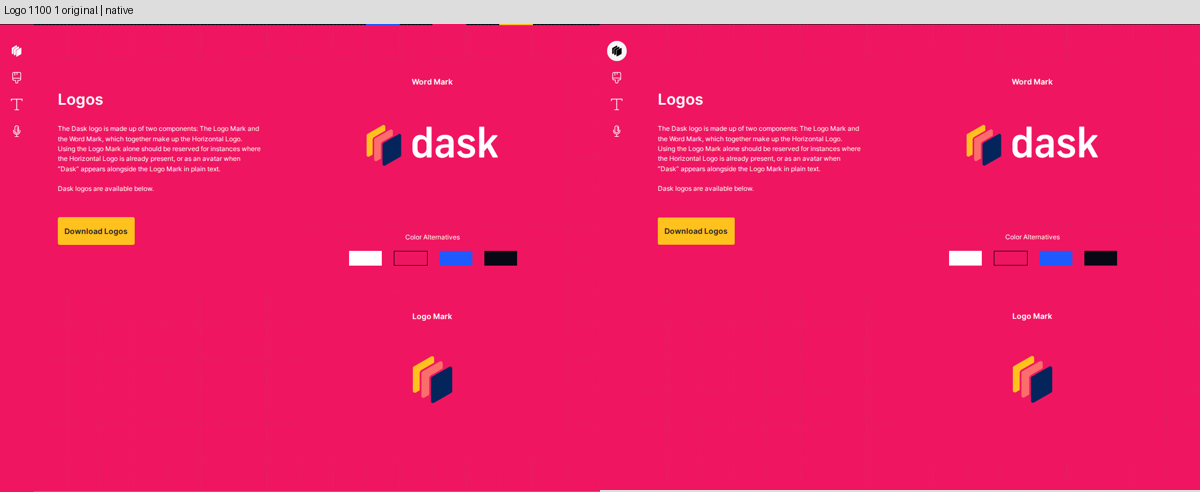 Logo 1100 1 original | native
Logos
The Dask logo is made up of two components: The Logo Mark and
the Word Mark, which together make up the Horizontal Logo.
Using the Logo Mark alone should be reserved for instances where
the Horizontal Logo is already present, or as an avatar when
"Dask" appears alongside the Logo Mark in plain text.
Dask logos are available below.
Download Logos
Word Mark
dask
Color Alternatives
Logo Mark
Logos
The Dask logo is made up of two components: The Logo Mark and
the Word Mark, which together make up the Horizontal Logo.
Using the Logo Mark alone should be reserved for instances where
the Horizontal Logo is already present, or as an avatar when
"Dask" appears alongside the Logo Mark in plain text.
Dask logos are available below.
Download Logos
Word Mark
dask
Color Alternatives
Logo Mark